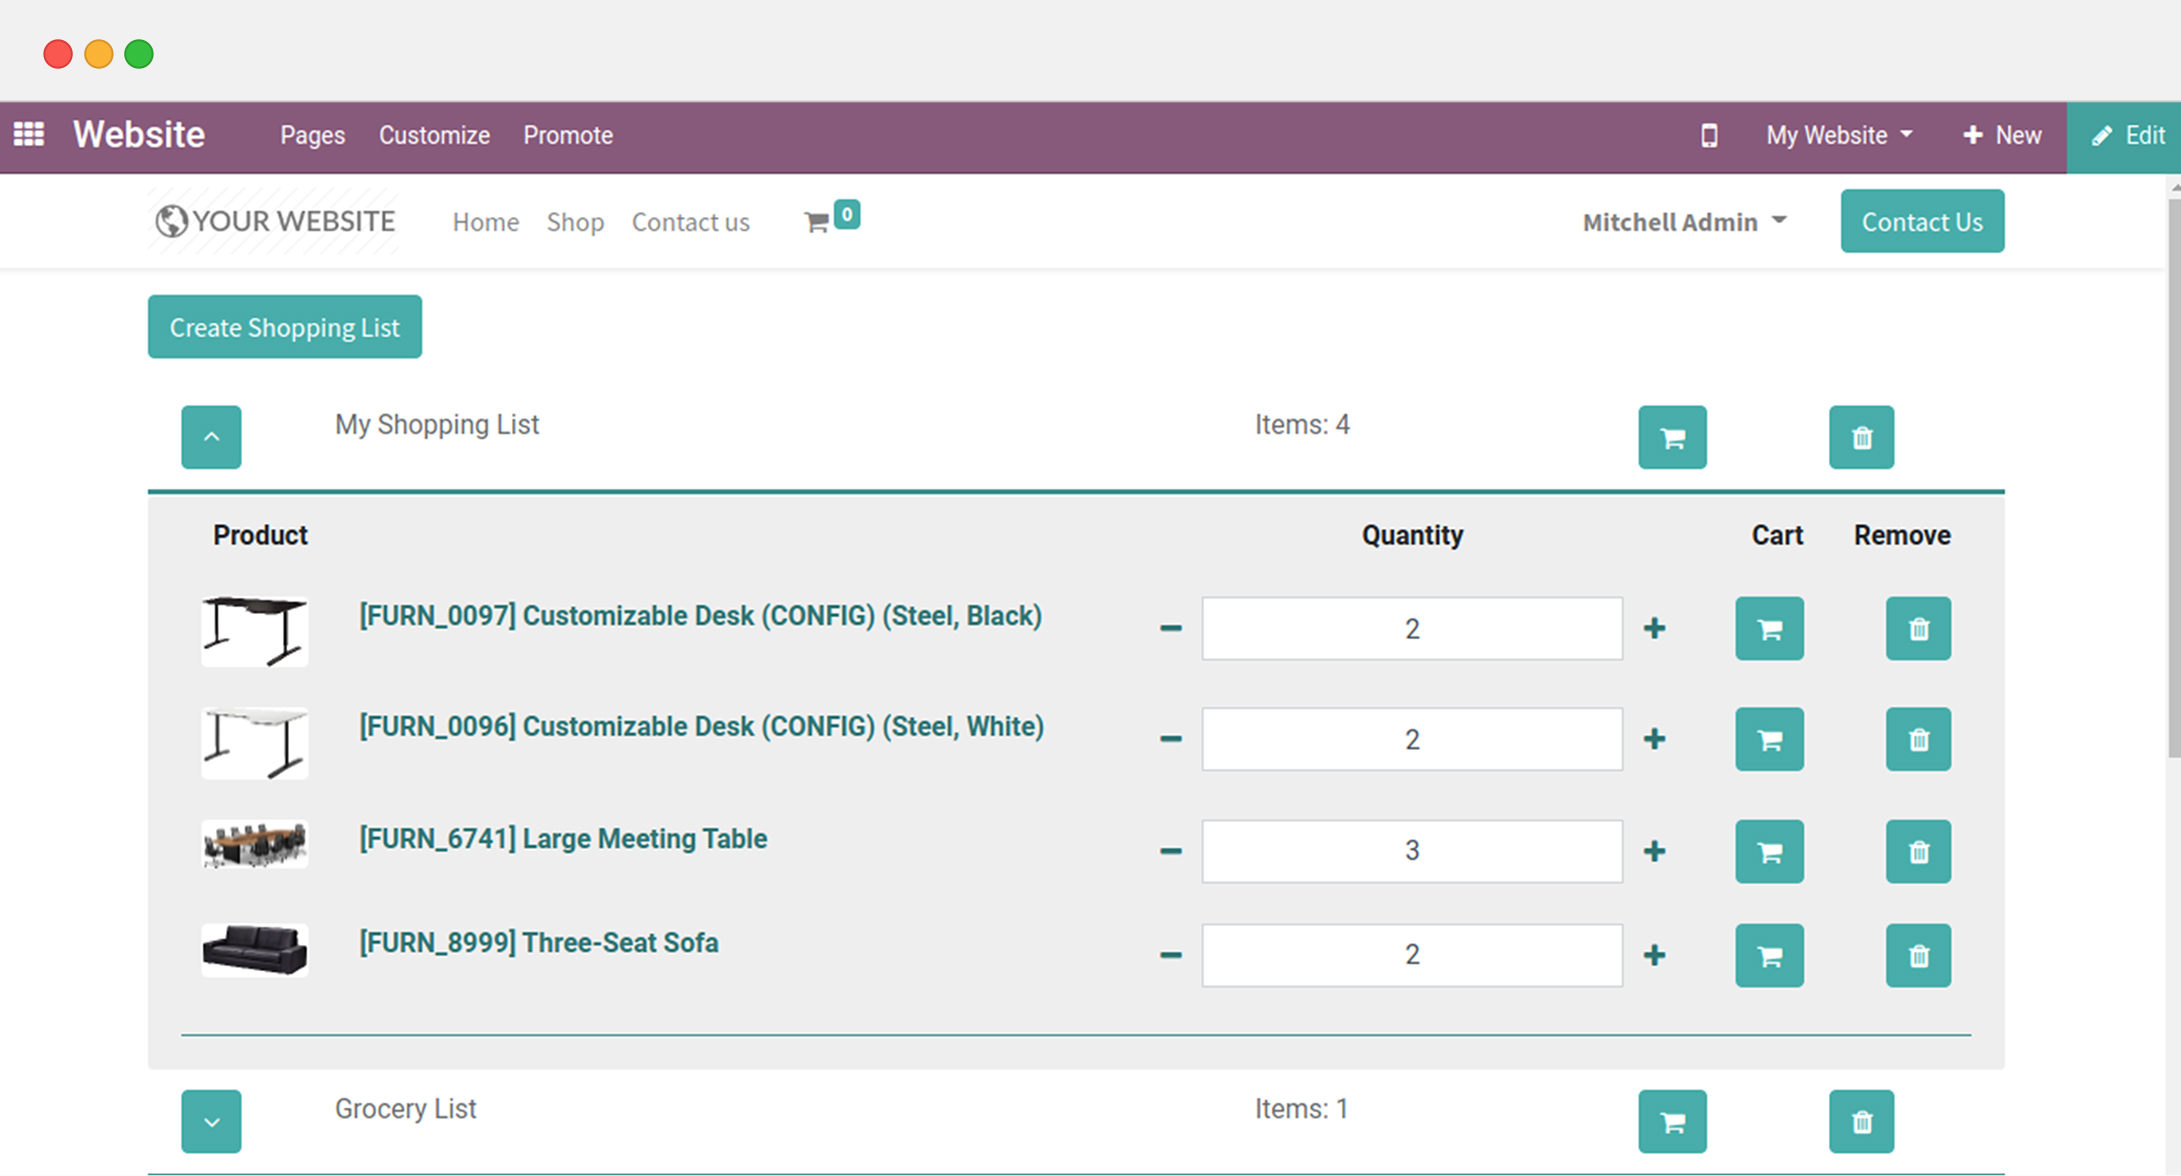 Website Pages Customize Promote My Website + New Edit
YOUR WEBSITE Home Shop Contact us 0 Mitchell Admin Contact Us
Create Shopping List
My Shopping List Items: 4
Product Quantity Cart Remove
[FURN_0097] Customizable Desk (CONFIG) (Steel, Black) − 2 +
[FURN_0096] Customizable Desk (CONFIG) (Steel, White) − 2 +
[FURN_6741] Large Meeting Table − 3 +
[FURN_8999] Three-Seat Sofa − 2 +
Grocery List Items: 1